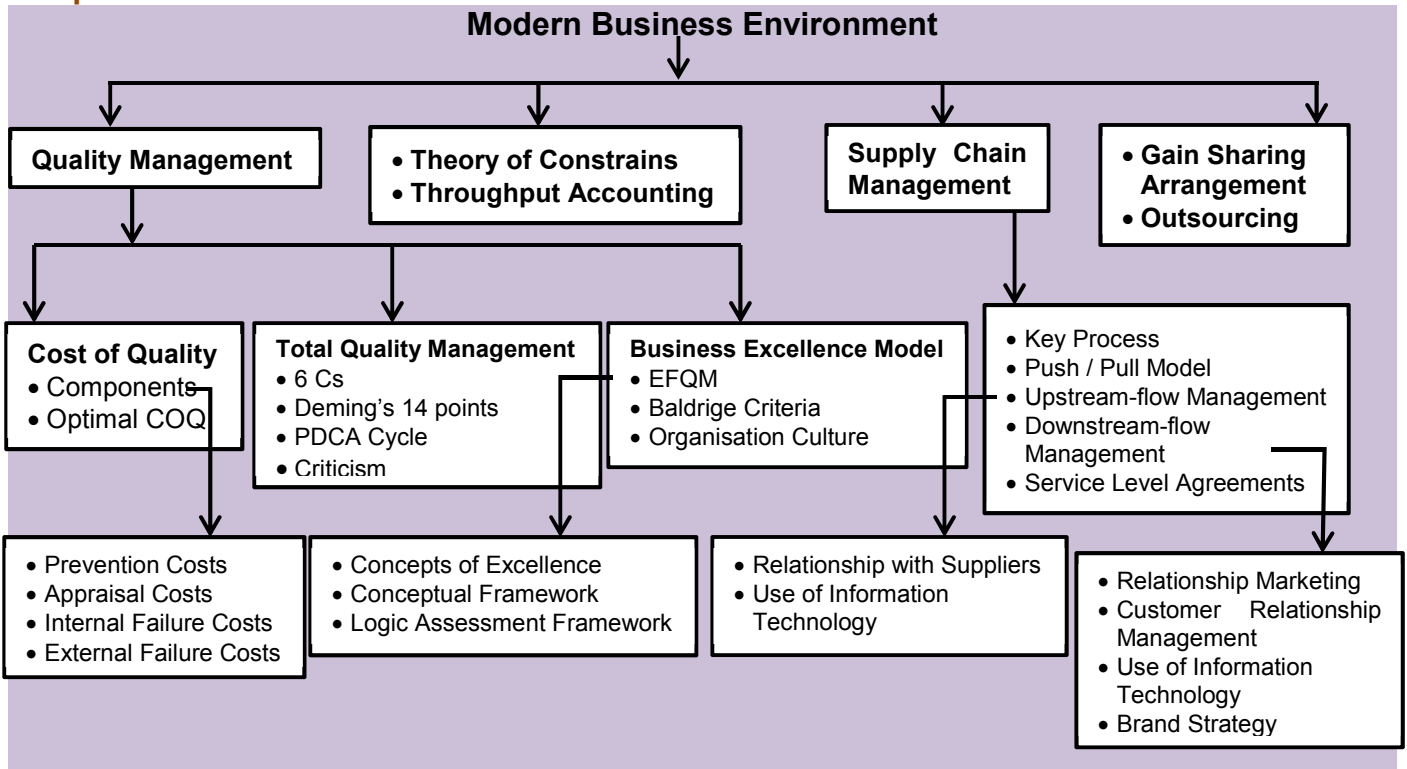 Modern Business Environment
Quality Management
• Theory of Constrains
• Throughput Accounting
Supply Chain
Management
• Gain Sharing
Arrangement
• Outsourcing
Cost of Quality
• Components
• Optimal COQ
Total Quality Management
• 6 Cs
• Deming's 14 points
• PDCA Cycle
• Criticism
Business Excellence Model
• EFQM
• Baldrige Criteria
• Organisation Culture
• Key Process
• Push / Pull Model
• Upstream-flow Management
• Downstream-flow
Management
• Service Level Agreements
• Prevention Costs
• Appraisal Costs
• Internal Failure Costs
• External Failure Costs
• Concepts of Excellence
• Conceptual Framework
• Logic Assessment Framework
• Relationship with Suppliers
• Use of Information
Technology
• Relationship Marketing
• Customer Relationship
Management
• Use of Information
Technology
• Brand Strategy